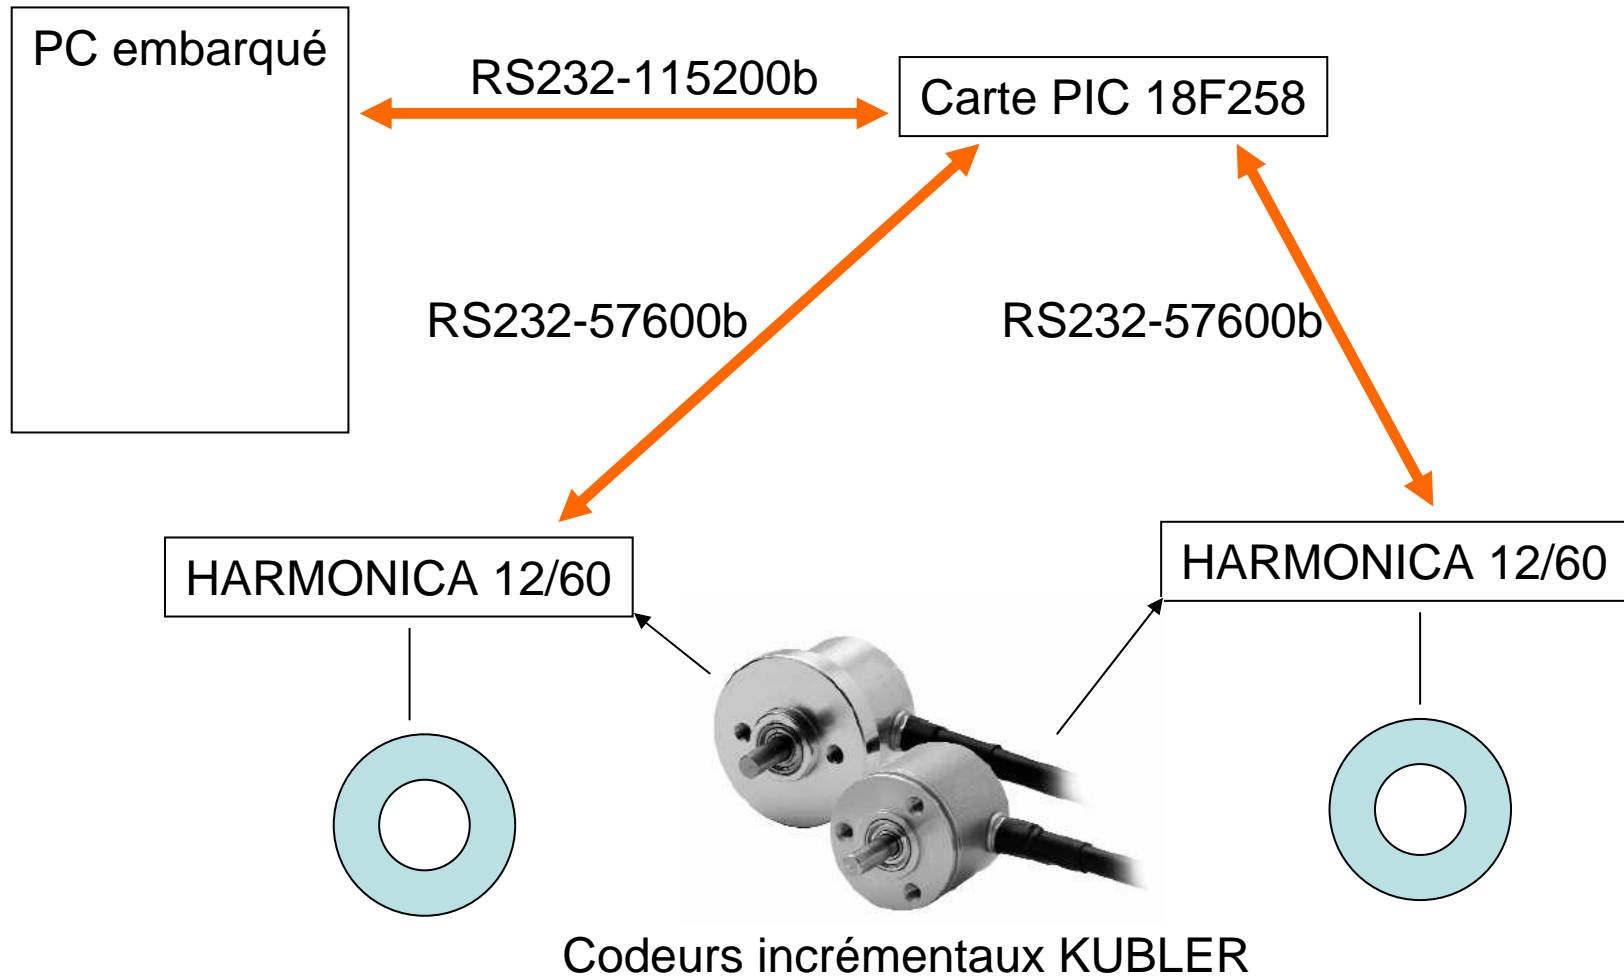 PC embarqué
RS232-115200b
Carte PIC 18F258
RS232-57600b
RS232-57600b
HARMONICA 12/60
HARMONICA 12/60
Codeurs incrémentaux KUBLER